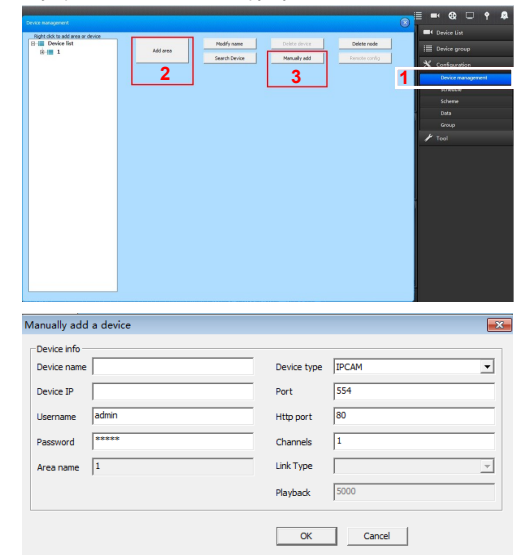 Device management
Right click to add area or device
Device list
1
Add area
Modify name
Delete device
Delete node
Search Device
Manually add
Remote config
2
3
1
Device List
Device group
Configuration
Device management
Schedule
Scheme
Data
Group
Tool
Manually add a device
Device info
Device name
Device type IPCAM
Device IP
Port 554
Username admin
Http port 80
Password *****
Channels 1
Area name 1
Link Type
Playback 5000
OK Cancel